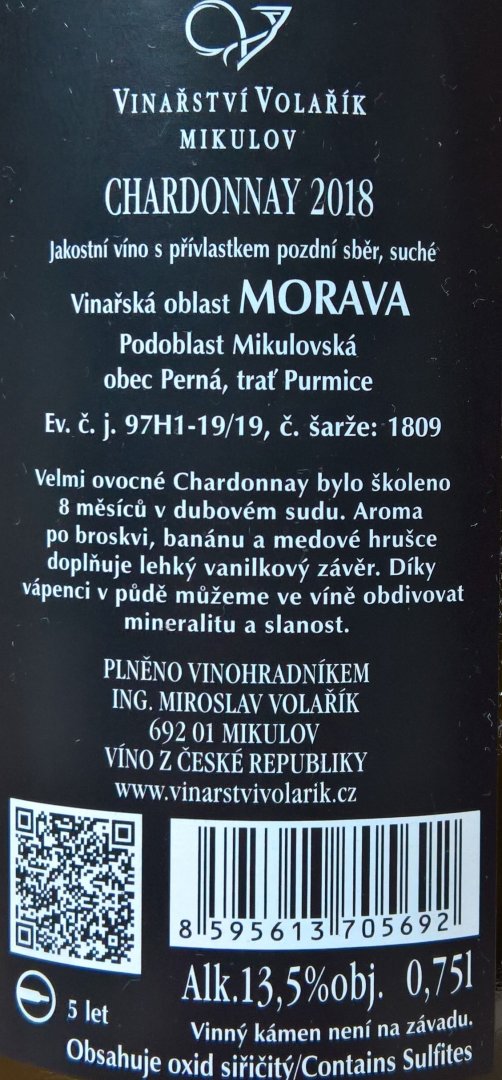 VINAŘSTVÍ VOLAŘÍK
MIKULOV
CHARDONNAY 2018
Jakostní víno s přívlastkem pozdní sběr, suché
Vinařská oblast MORAVA
Podoblast Mikulovská
obec Perná, trať Purmice
Ev. č. j. 97H1-19/19, č. šarže: 1809
Velmi ovocné Chardonnay bylo školeno
8 měsíců v dubovém sudu. Aroma
po broskvi, banánu a medové hrušce
doplňuje lehký vanilkový závěr. Díky
vápenci v půdě můžeme ve víně obdivovat
mineralitu a slanost.
PLNĚNO VINOHRADNÍKEM
ING. MIROSLAV VOLAŘÍK
692 01 MIKULOV
VÍNO Z ČESKÉ REPUBLIKY
www.vinarstvivolarik.cz
8 595613 705692
Alk.13,5%obj. 0,75l
5 let
Vinný kámen není na závadu.
Obsahuje oxid siřičitý/Contains Sulfites